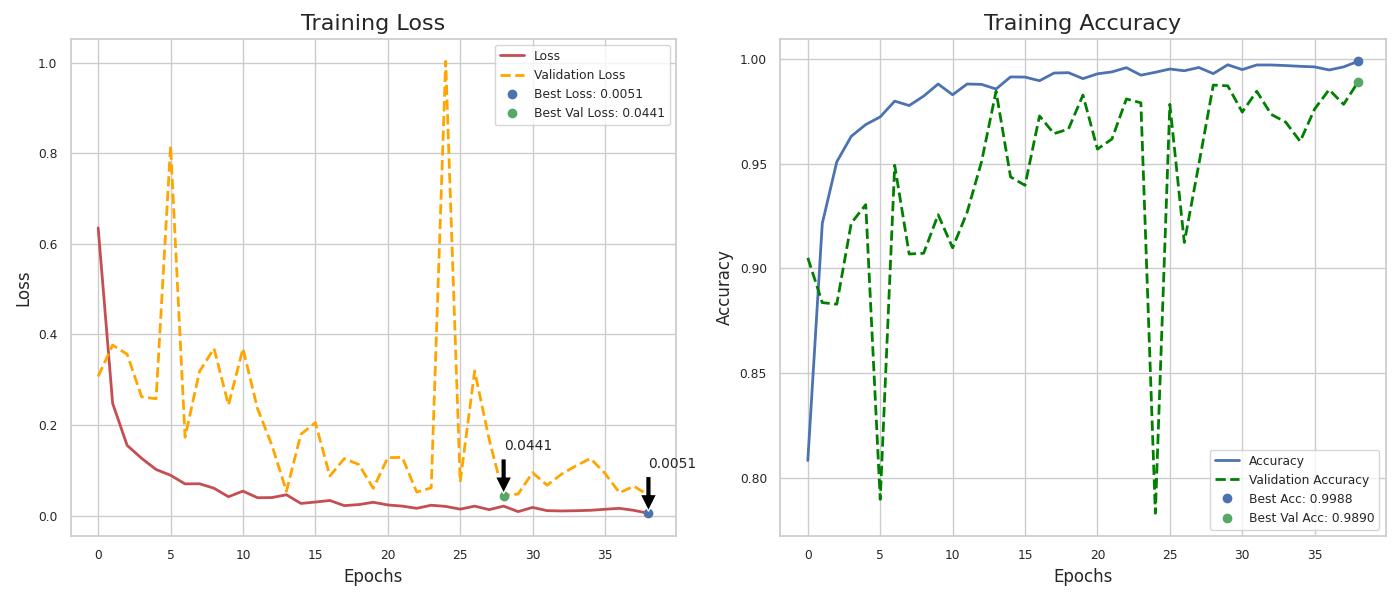 Training Loss
1.0
0.8
0.6
0.4
0.2
0.0
Loss
Loss
Validation Loss
Best Loss: 0.0051
Best Val Loss: 0.0441
0.0441
0.0051
0 5 10 15 20 25 30 35
Epochs
Training Accuracy
1.00
0.95
0.90
0.85
0.80
Accuracy
Accuracy
Validation Accuracy
Best Acc: 0.9988
Best Val Acc: 0.9890
0 5 10 15 20 25 30 35
Epochs